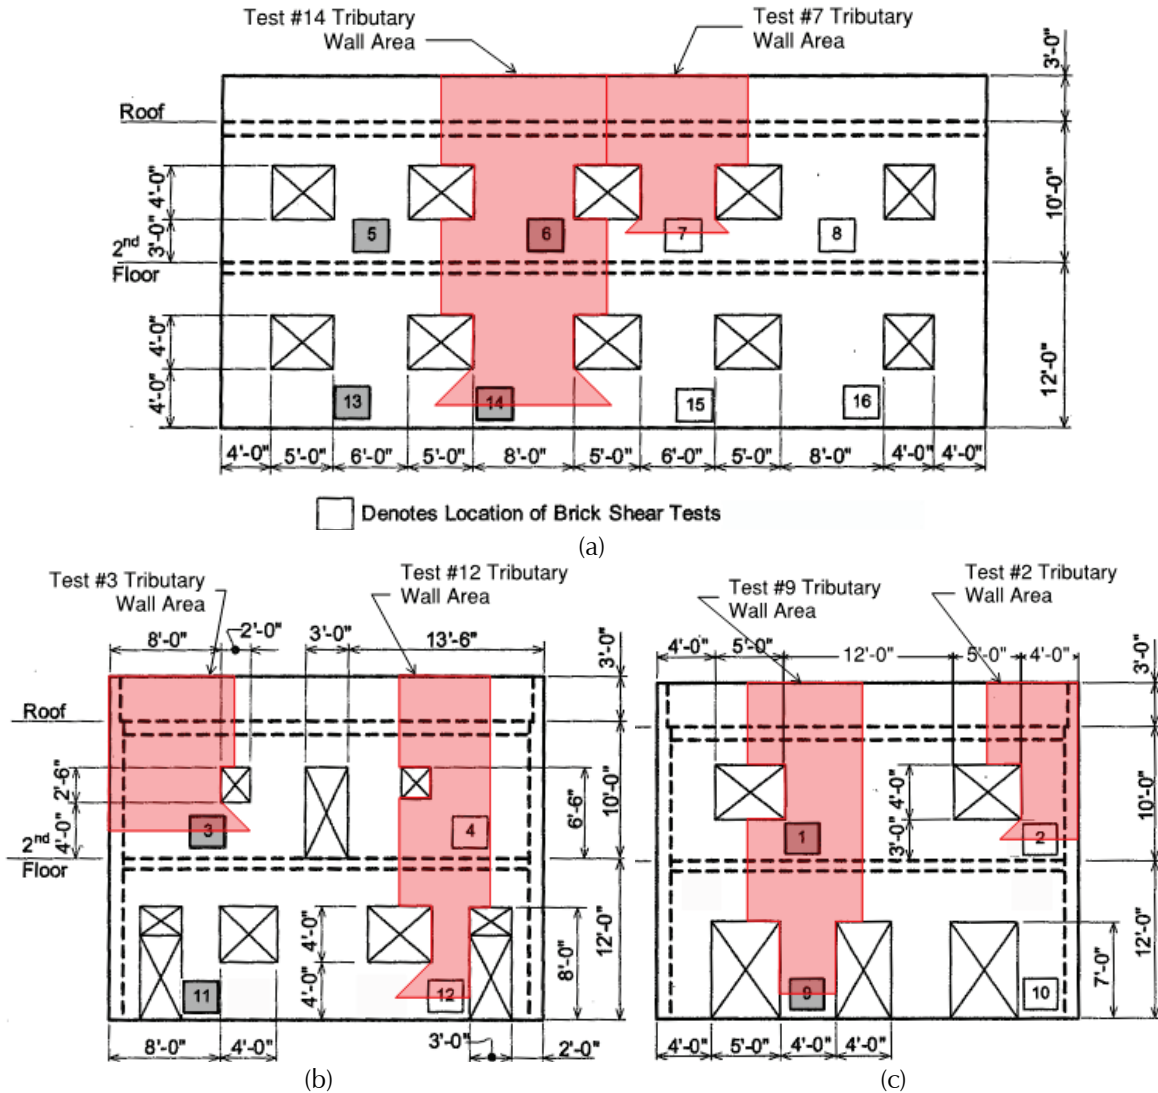 Test #14 Tributary
Wall Area
Test #7 Tributary
Wall Area
3'-0"
Roof
4'-0"
10'-0"
3'-0"
5
6
7
8
2nd
Floor
4'-0"
12'-0"
4'-0"
13
14
15
16
4'-0" 5'-0" 6'-0" 5'-0" 8'-0" 5'-0" 6'-0" 5'-0" 8'-0" 4'-0" 4'-0"
Denotes Location of Brick Shear Tests
(a)
Test #3 Tributary
Wall Area
Test #12 Tributary
Wall Area
8'-0" 2'-0" 3'-0" 13'-6"
3'-0"
Roof
2'-6"
6'-6"
10'-0"
4'-0"
3
4
2nd
Floor
4'-0"
8'-0"
12'-0"
4'-0"
11
12
8'-0" 4'-0" 3'-0" 2'-0"
(b)
Test #9 Tributary
Wall Area
Test #2 Tributary
Wall Area
4'-0" 5'-0" 12'-0" 5'-0" 4'-0"
3'-0"
4'-0"
10'-0"
3'-0"
1
2
7'-0"
12'-0"
9
10
4'-0" 5'-0" 4'-0" 4'-0"
(c)